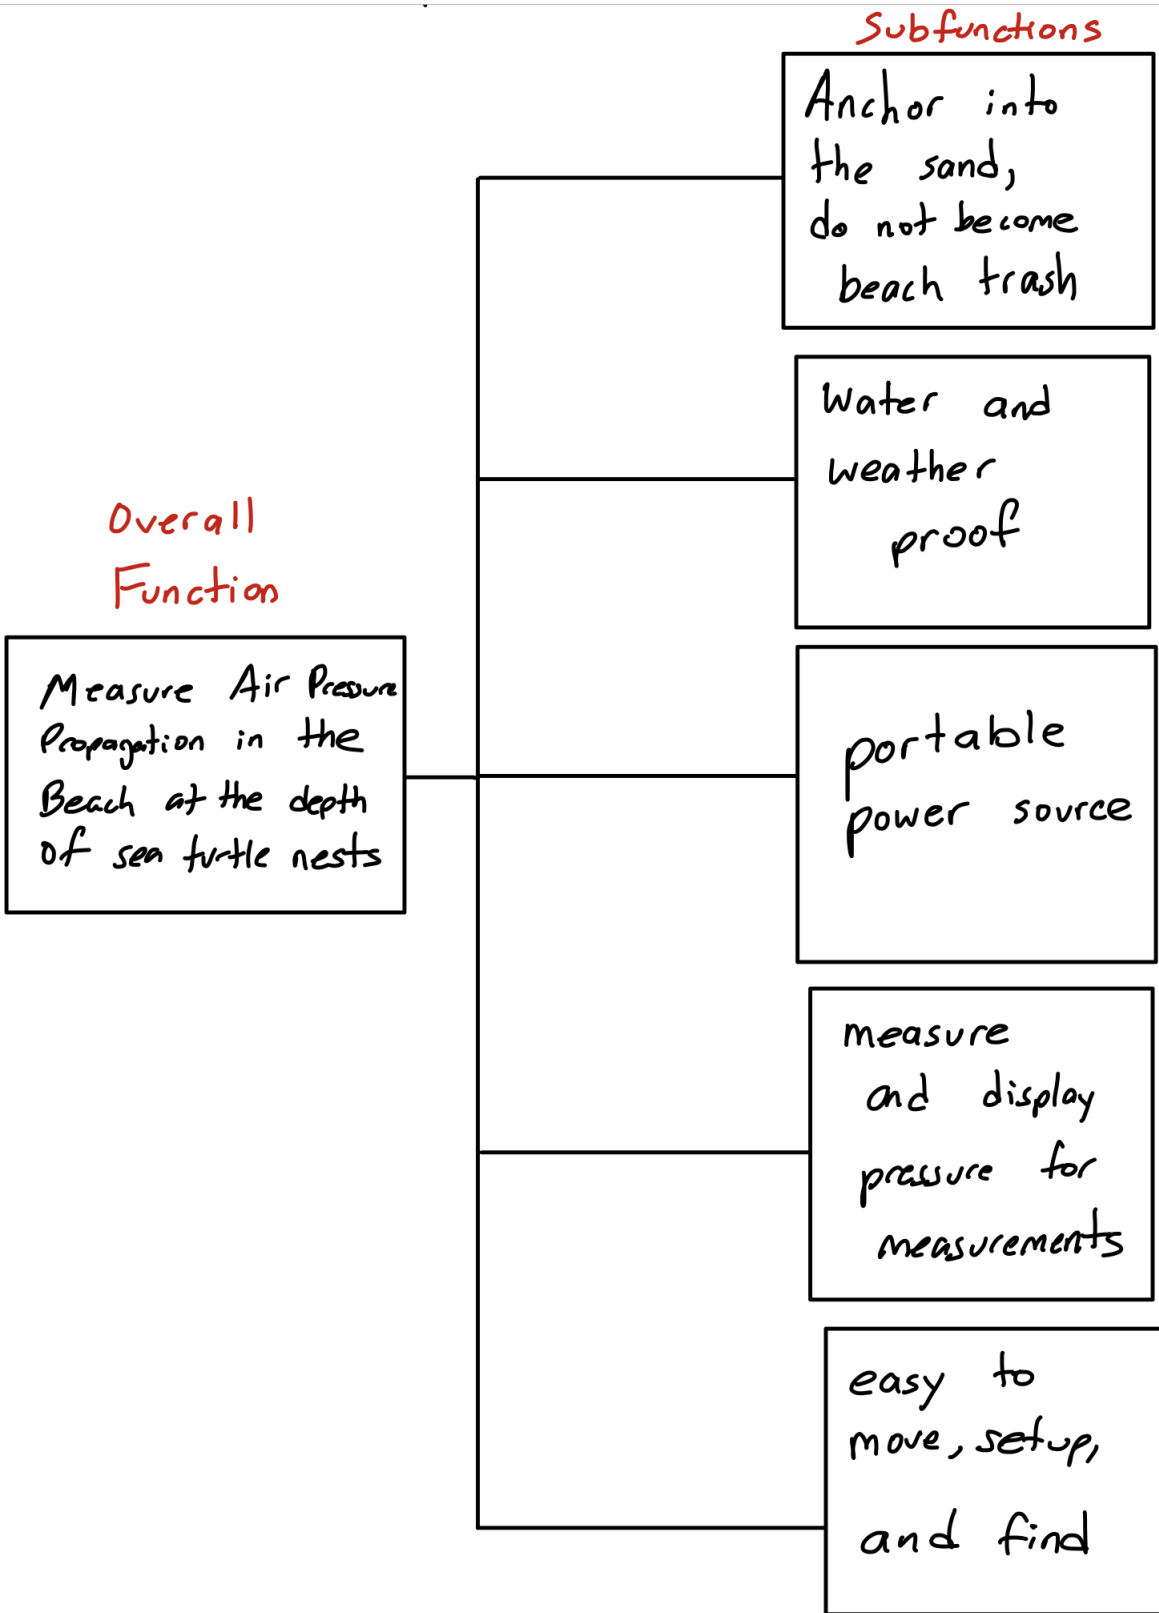 Subfunctions
Anchor into
the sand,
do not become
beach trash
Water and
weather
proof
Overall
Function
Measure Air Pressure
Propagation in the
Beach at the depth
of sea turtle nests
portable
power source
measure
and display
pressure for
measurements
easy to
move, setup,
and find